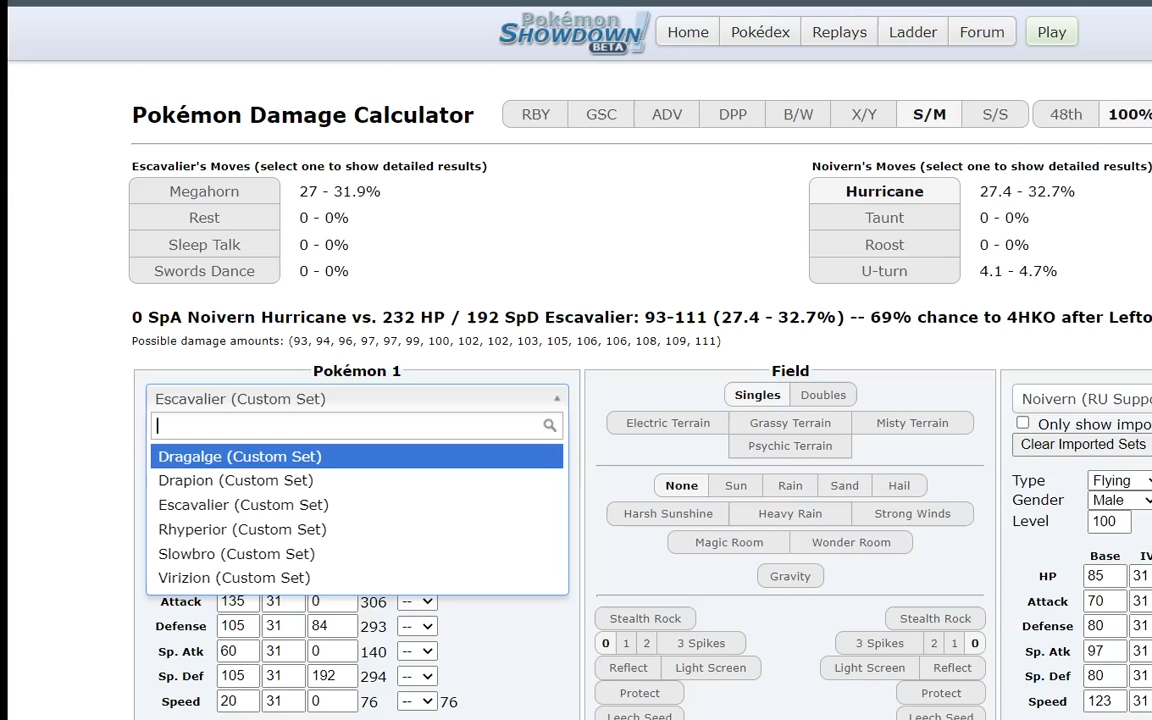 Pokémon SHOWDOWN! BETA Home Pokédex Replays Ladder Forum Play
Pokémon Damage Calculator RBY GSC ADV DPP B/W X/Y S/M S/S 48th 100%
Escavalier's Moves (select one to show detailed results) Noivern's Moves (select one to show detailed results)
Megahorn 27 - 31.9% Hurricane 27.4 - 32.7%
Rest 0 - 0% Taunt 0 - 0%
Sleep Talk 0 - 0% Roost 0 - 0%
Swords Dance 0 - 0% U-turn 4.1 - 4.7%
0 SpA Noivern Hurricane vs. 232 HP / 192 SpD Escavalier: 93-111 (27.4 - 32.7%) -- 69% chance to 4HKO after Lefto
Possible damage amounts: (93, 94, 96, 97, 97, 99, 100, 102, 102, 103, 105, 106, 106, 108, 109, 111)
Pokémon 1
Escavalier (Custom Set)
Dragalge (Custom Set)
Drapion (Custom Set)
Escavalier (Custom Set)
Rhyperior (Custom Set)
Slowbro (Custom Set)
Virizion (Custom Set)
Attack 135 31 0 306 --
Defense 105 31 84 293 --
Sp. Atk 60 31 0 140 --
Sp. Def 105 31 192 294 --
Speed 20 31 0 76 -- 76
Field
Singles Doubles
Electric Terrain Grassy Terrain Misty Terrain
Psychic Terrain
None Sun Rain Sand Hail
Harsh Sunshine Heavy Rain Strong Winds
Magic Room Wonder Room
Gravity
Stealth Rock Stealth Rock
0 1 2 3 Spikes 3 Spikes 2 1 0
Reflect Light Screen Light Screen Reflect
Protect Protect
Leech Seed Leech Seed
Noivern (RU Suppo
Only show impo
Clear Imported Sets
Type Flying
Gender Male
Level 100
Base IV
HP 85 31
Attack 70 31
Defense 80 31
Sp. Atk 97 31
Sp. Def 80 31
Speed 123 31